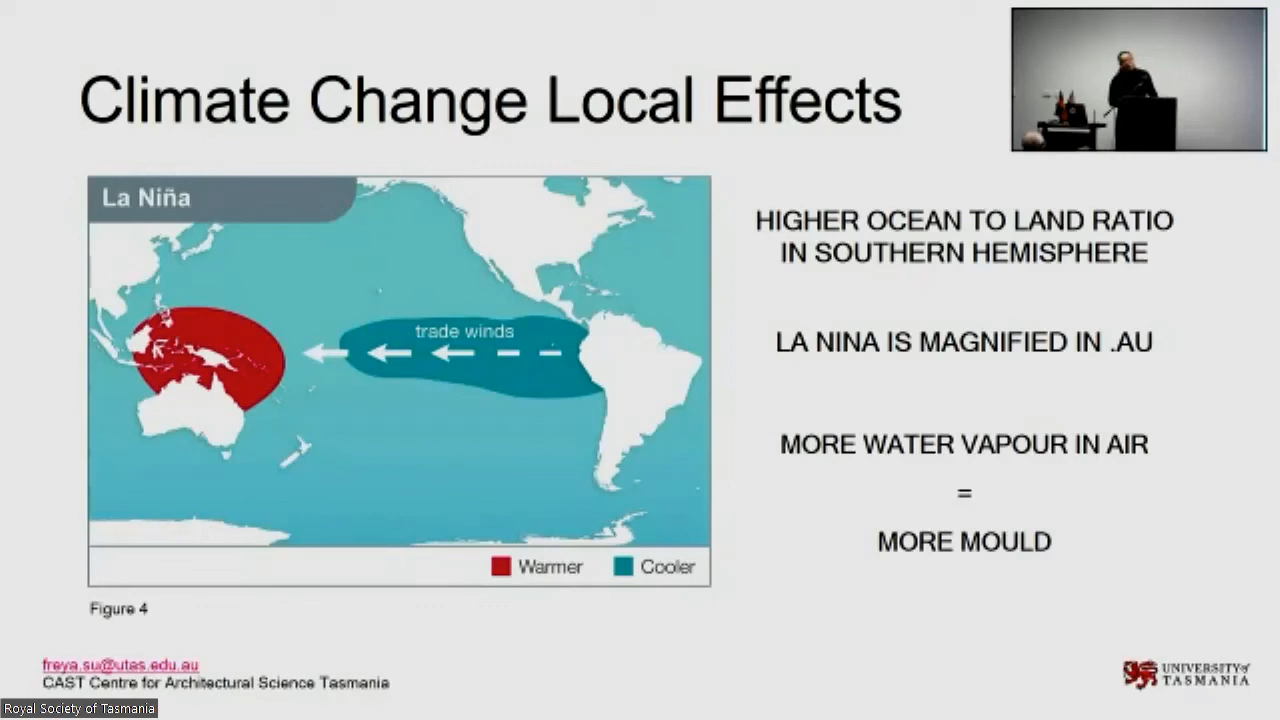 Climate Change Local Effects
La Niña
trade winds
Warmer
Cooler
Figure 4
HIGHER OCEAN TO LAND RATIO
IN SOUTHERN HEMISPHERE
LA NINA IS MAGNIFIED IN .AU
MORE WATER VAPOUR IN AIR
=
MORE MOULD
freya.su@utas.edu.au
CAST Centre for Architectural Science Tasmania
UNIVERSITY of
TASMANIA
Royal Society of Tasmania